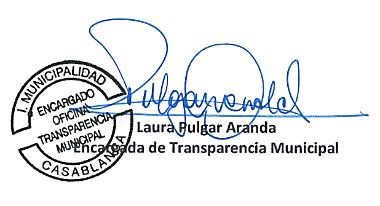 I. MUNICIPALIDAD
ENCARGADO
OFICINA
TRANSPARENCIA
MUNICIPAL
CASABLANCA
Laura Pulgar Aranda
Encargada de Transparencia Municipal